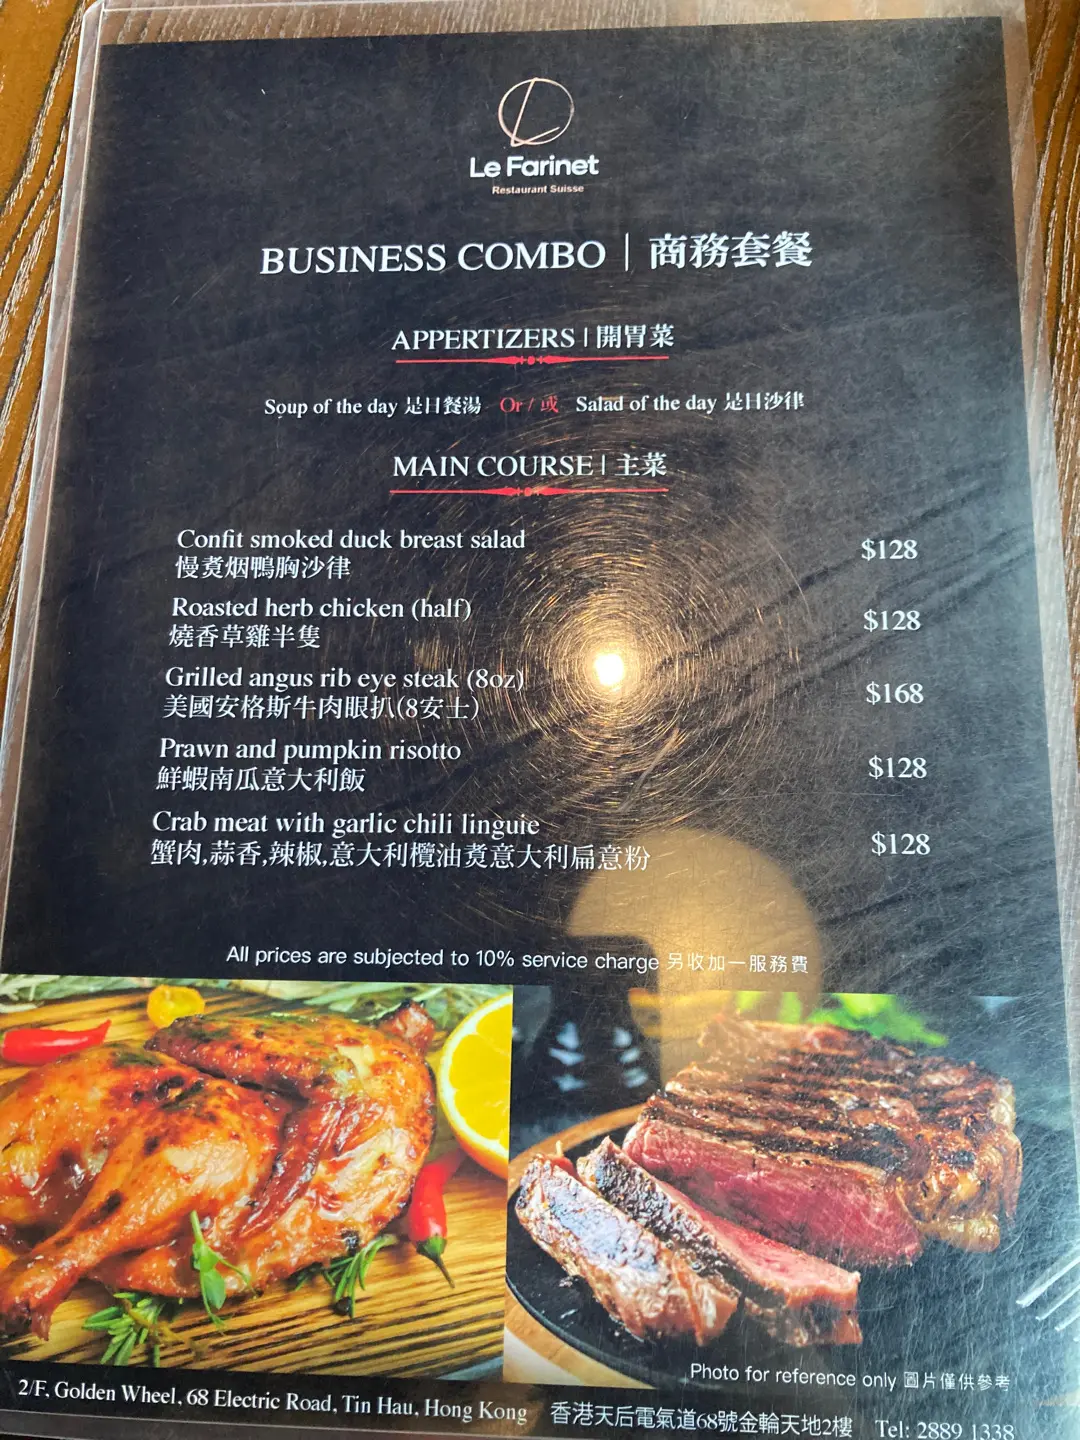 Le Farinet
Restaurant Suisse
BUSINESS COMBO | 商務套餐
APPERTIZERS | 開胃菜
Soup of the day 是日餐湯 Or / 或 Salad of the day 是日沙律
MAIN COURSE | 主菜
Confit smoked duck breast salad
慢煑烟鴨胸沙律
$128
Roasted herb chicken (half)
燒香草雞半隻
$128
Grilled angus rib eye steak (8oz)
美國安格斯牛肉眼扒(8安士)
$168
Prawn and pumpkin risotto
鮮蝦南瓜意大利飯
$128
Crab meat with garlic chili linguie
蟹肉,蒜香,辣椒,意大利欖油煑意大利扁意粉
$128
All prices are subjected to 10% service charge 另收加一服務費
Photo for reference only 圖片僅供參考
2/F, Golden Wheel, 68 Electric Road, Tin Hau, Hong Kong 香港天后電氣道68號金輪天地2樓 Tel: 2889 1338